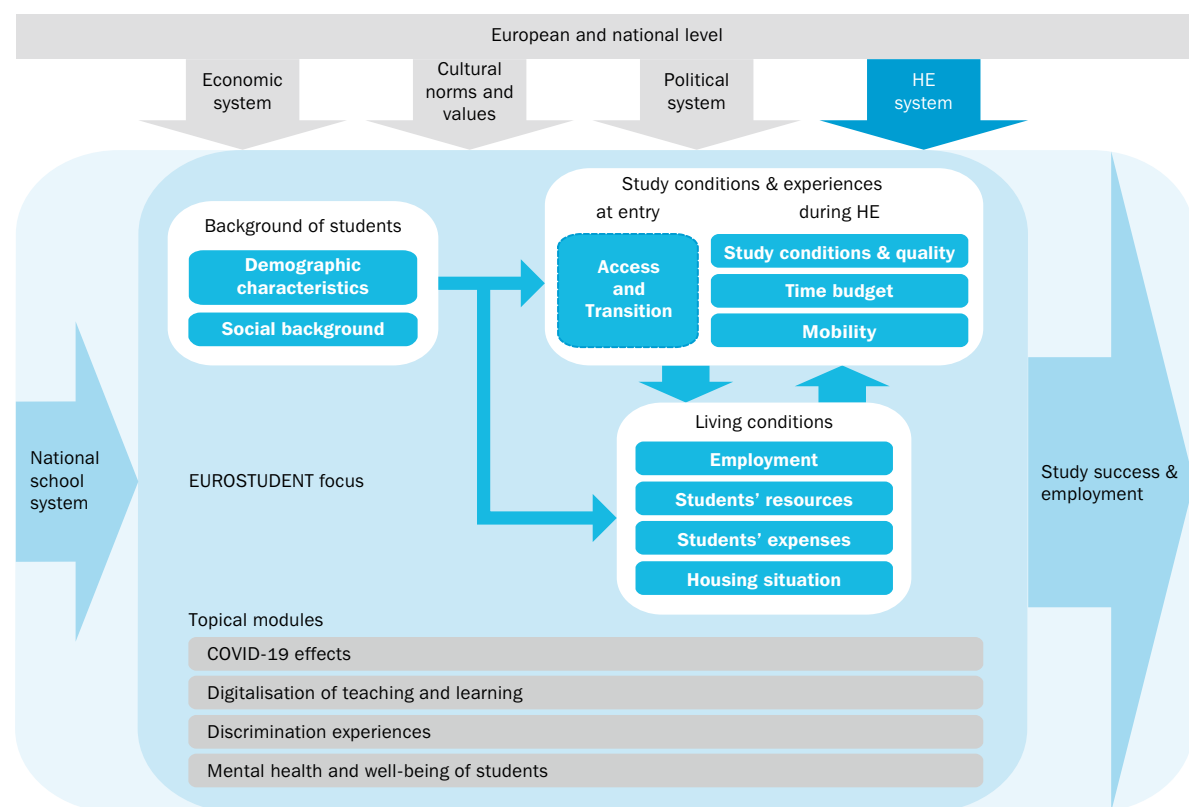 European and national level
Economic
system
Cultural
norms and
values
Political
system
HE
system
Background of students
Demographic
characteristics
Social background
Study conditions & experiences
at entry
during HE
Access
and
Transition
Study conditions & quality
Time budget
Mobility
Living conditions
Employment
Students’ resources
Students’ expenses
Housing situation
National
school
system
EUROSTUDENT focus
Study success &
employment
Topical modules
COVID-19 effects
Digitalisation of teaching and learning
Discrimination experiences
Mental health and well-being of students